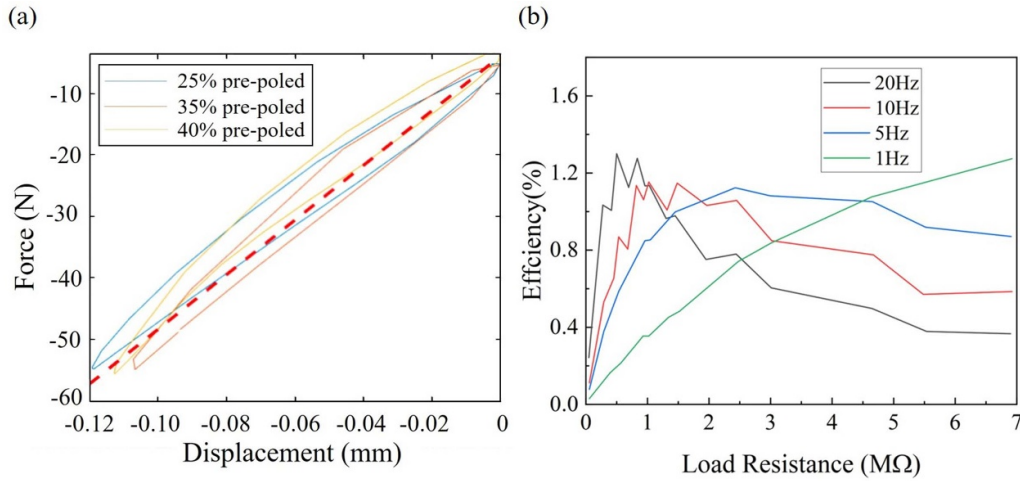 (a)
25% pre-poled
35% pre-poled
40% pre-poled
-10
-20
-30
-40
-50
-60
-0.12
-0.10
-0.08
-0.06
-0.04
-0.02
0
Force (N)
Displacement (mm)
(b)
20Hz
10Hz
5Hz
1Hz
1.6
1.2
0.8
0.4
0.0
0
1
2
3
4
5
6
7
Effciency(%)
Load Resistance (MΩ)